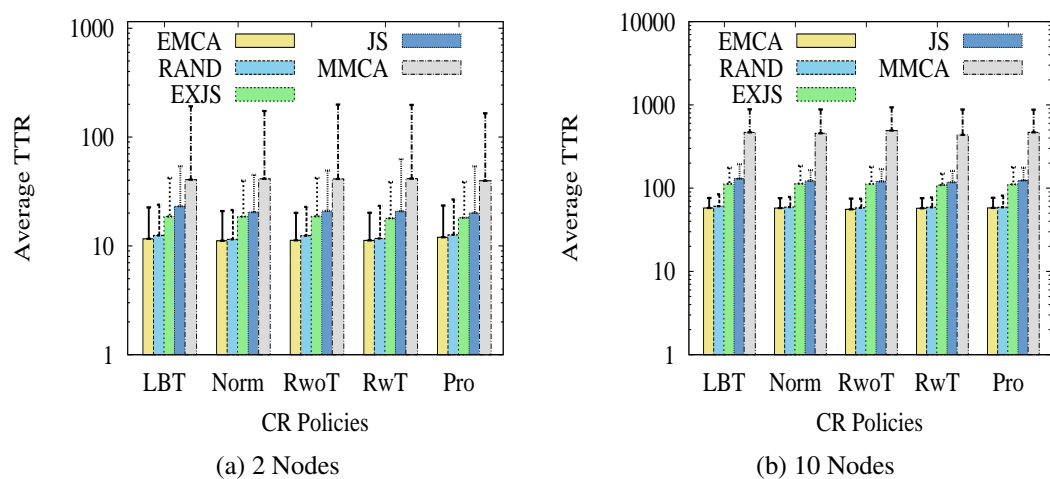 1000
100
10
1
Average TTR
EMCA
RAND
EXJS
JS
MMCA
LBT Norm RwoT RwT Pro
CR Policies
(a) 2 Nodes
10000
1000
100
10
1
Average TTR
EMCA
RAND
EXJS
JS
MMCA
LBT Norm RwoT RwT Pro
CR Policies
(b) 10 Nodes